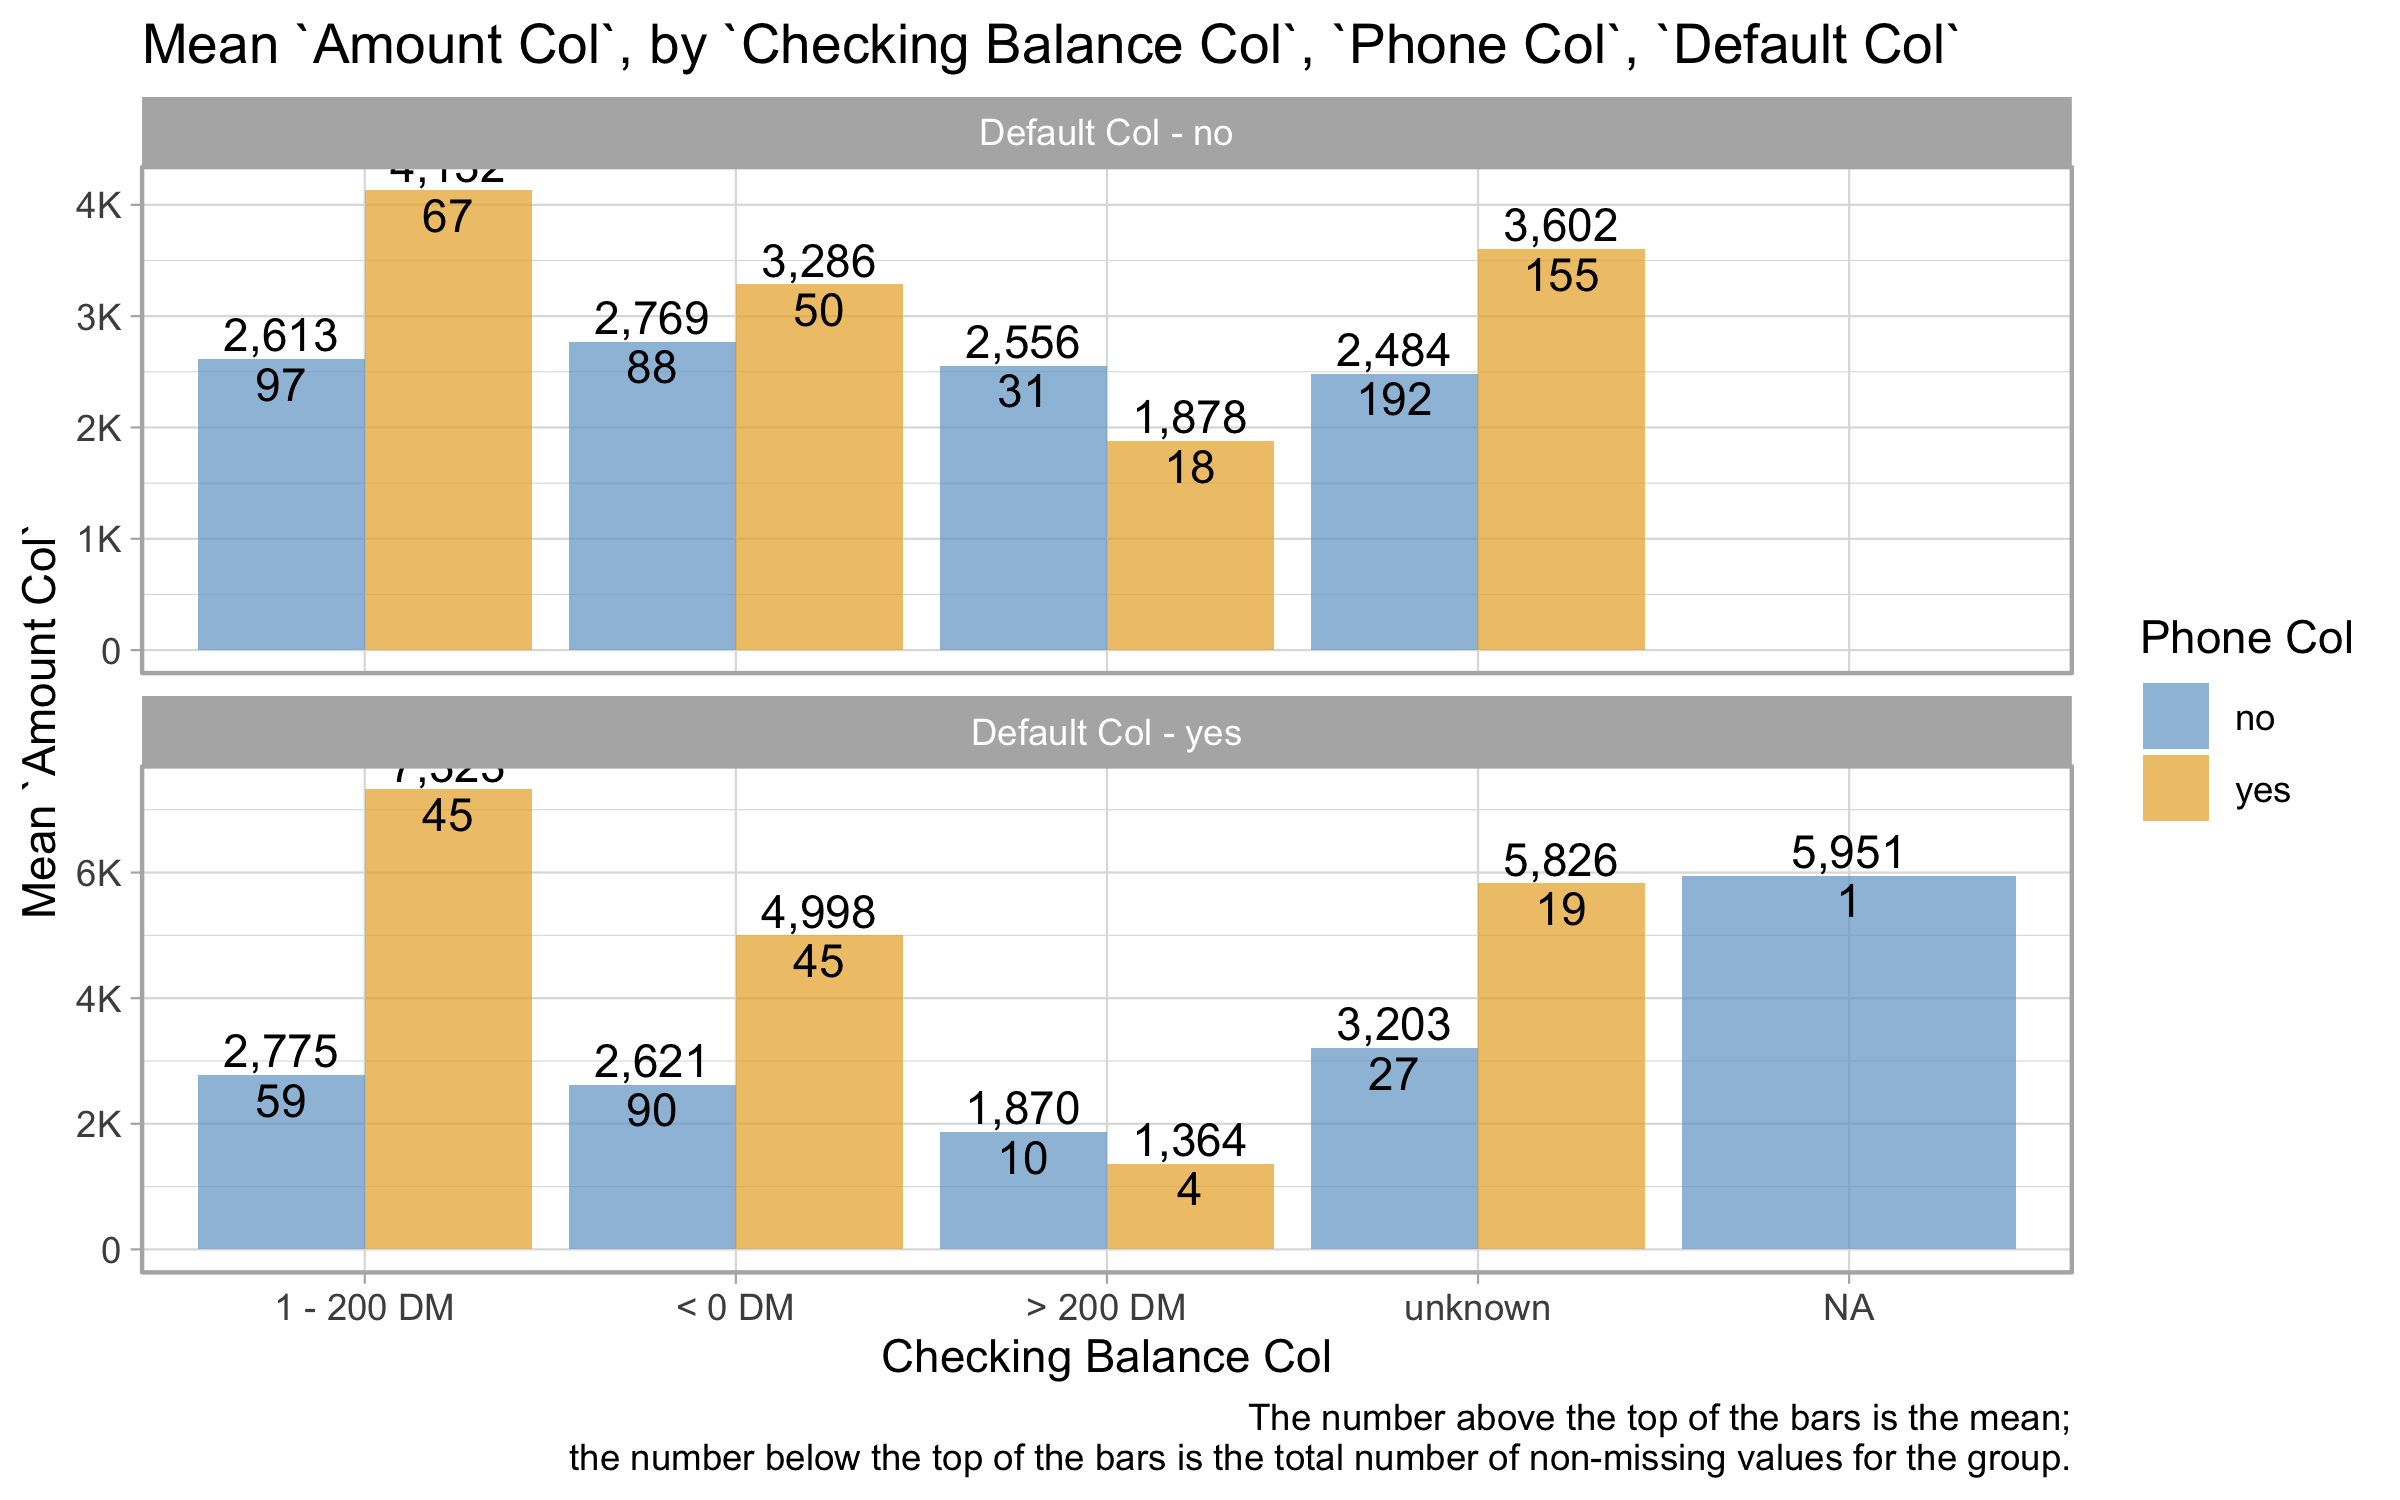 Mean `Amount Col`, by `Checking Balance Col`, `Phone Col`, `Default Col`
Default Col - no
4K
3K
2K
1K
0
67
3,286
50
3,602
155
2,613
97
2,769
88
2,556
31
1,878
18
2,484
192
Mean `Amount Col`
Default Col - yes
6K
4K
2K
0
45
4,998
45
5,826
19
5,951
1
2,775
59
2,621
90
1,870
10
1,364
4
3,203
27
1 - 200 DM
< 0 DM
> 200 DM
unknown
NA
Checking Balance Col
Phone Col
no
yes
The number above the top of the bars is the mean;
the number below the top of the bars is the total number of non-missing values for the group.